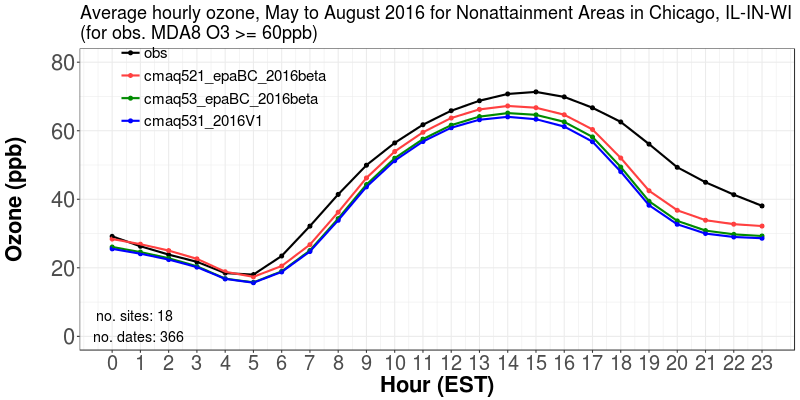 Average hourly ozone, May to August 2016 for Nonattainment Areas in Chicago, IL-IN-WI
(for obs. MDA8 O3 >= 60ppb)
obs
cmaq521_epaBC_2016beta
cmaq53_epaBC_2016beta
cmaq531_2016V1
80
60
40
20
0
Ozone (ppb)
no. sites: 18
no. dates: 366
0 1 2 3 4 5 6 7 8 9 10 11 12 13 14 15 16 17 18 19 20 21 22 23
Hour (EST)